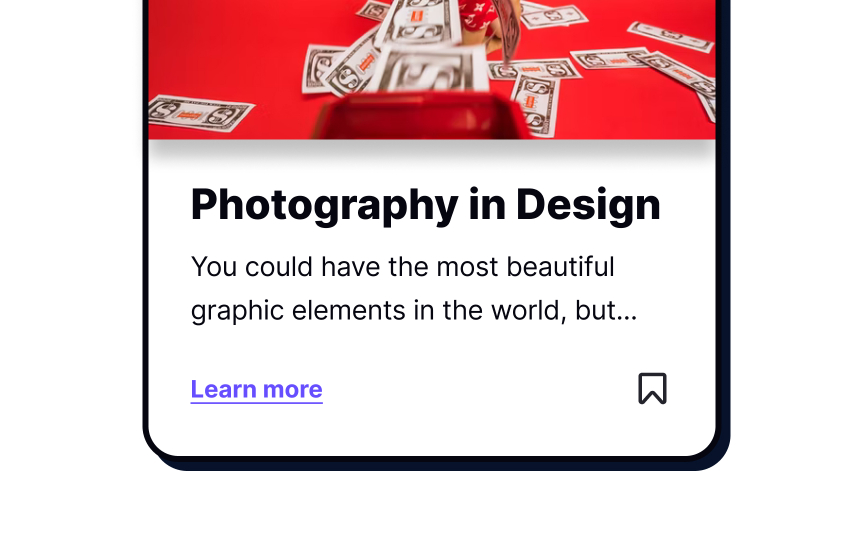 Photography in Design
You could have the most beautiful
graphic elements in the world, but...
Learn more